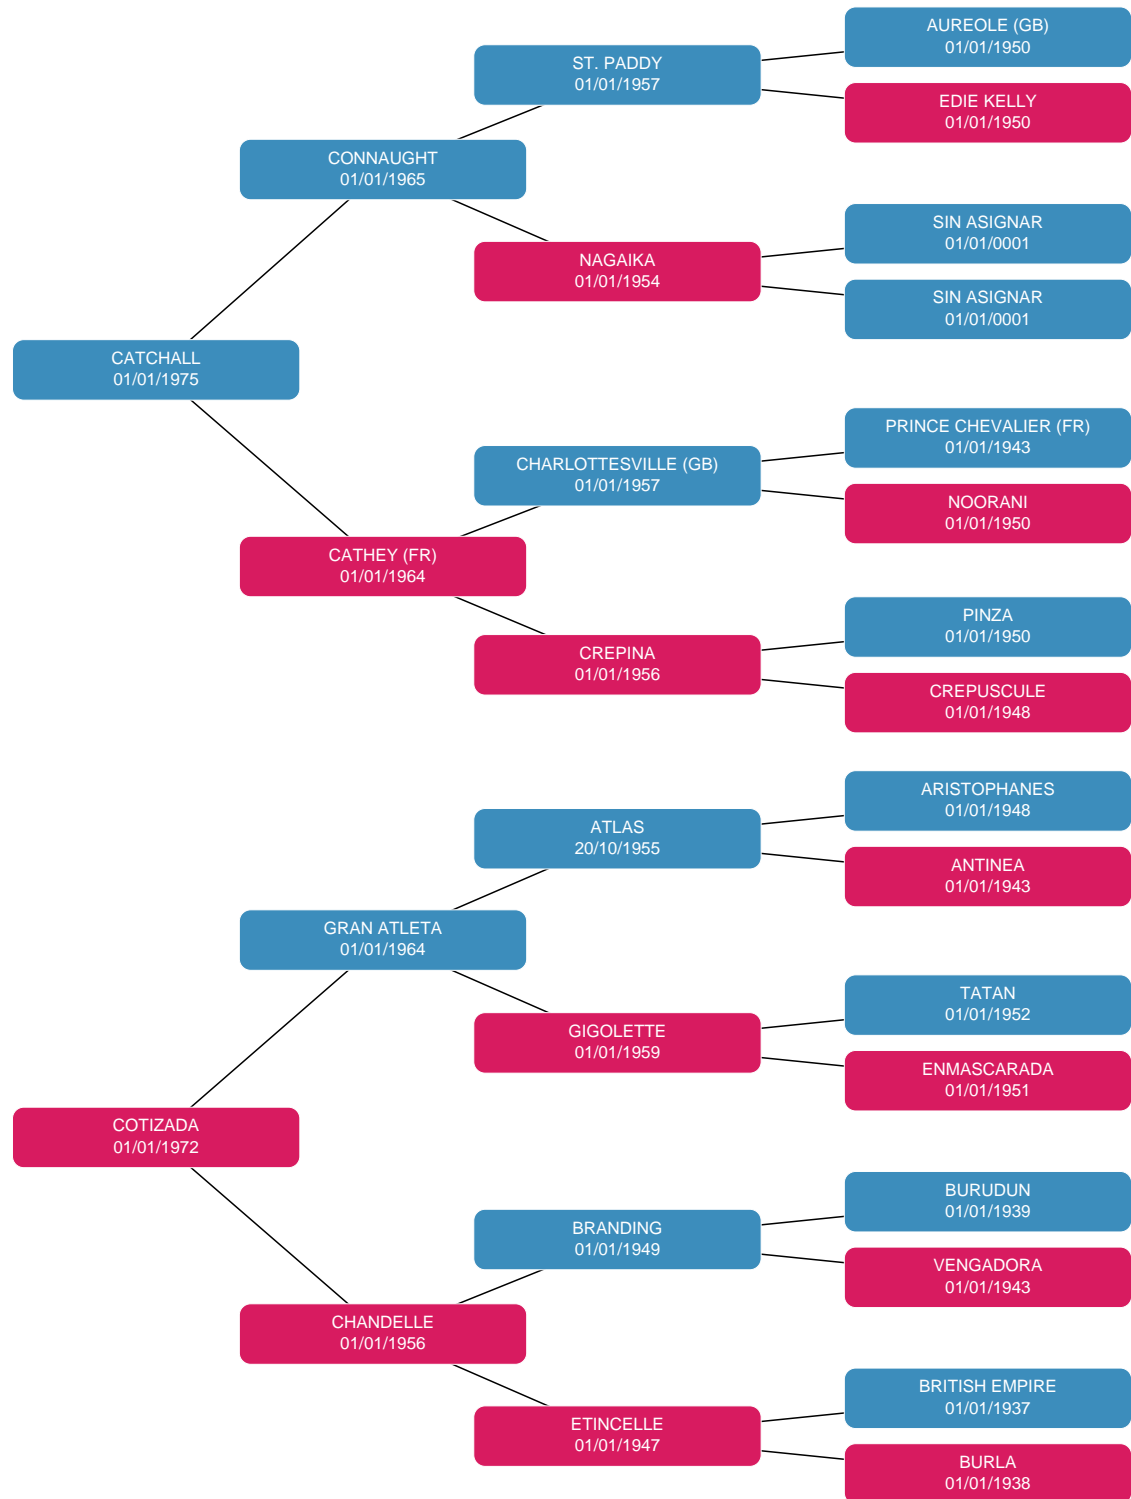 AUREOLE (GB)
01/01/1950
ST. PADDY
01/01/1957
EDIE KELLY
01/01/1950
CONNAUGHT
01/01/1965
SIN ASIGNAR
01/01/0001
NAGAIKA
01/01/1954
SIN ASIGNAR
01/01/0001
CATCHALL
01/01/1975
PRINCE CHEVALIER (FR)
01/01/1943
CHARLOTTESVILLE (GB)
01/01/1957
NOORANI
01/01/1950
CATHEY (FR)
01/01/1964
PINZA
01/01/1950
CREPINA
01/01/1956
CREPUSCULE
01/01/1948
ARISTOPHANES
01/01/1948
ATLAS
20/10/1955
ANTINEA
01/01/1943
GRAN ATLETA
01/01/1964
TATAN
01/01/1952
GIGOLETTE
01/01/1959
ENMASCARADA
01/01/1951
COTIZADA
01/01/1972
BURUDUN
01/01/1939
BRANDING
01/01/1949
VENGADORA
01/01/1943
CHANDELLE
01/01/1956
BRITISH EMPIRE
01/01/1937
ETINCELLE
01/01/1947
BURLA
01/01/1938